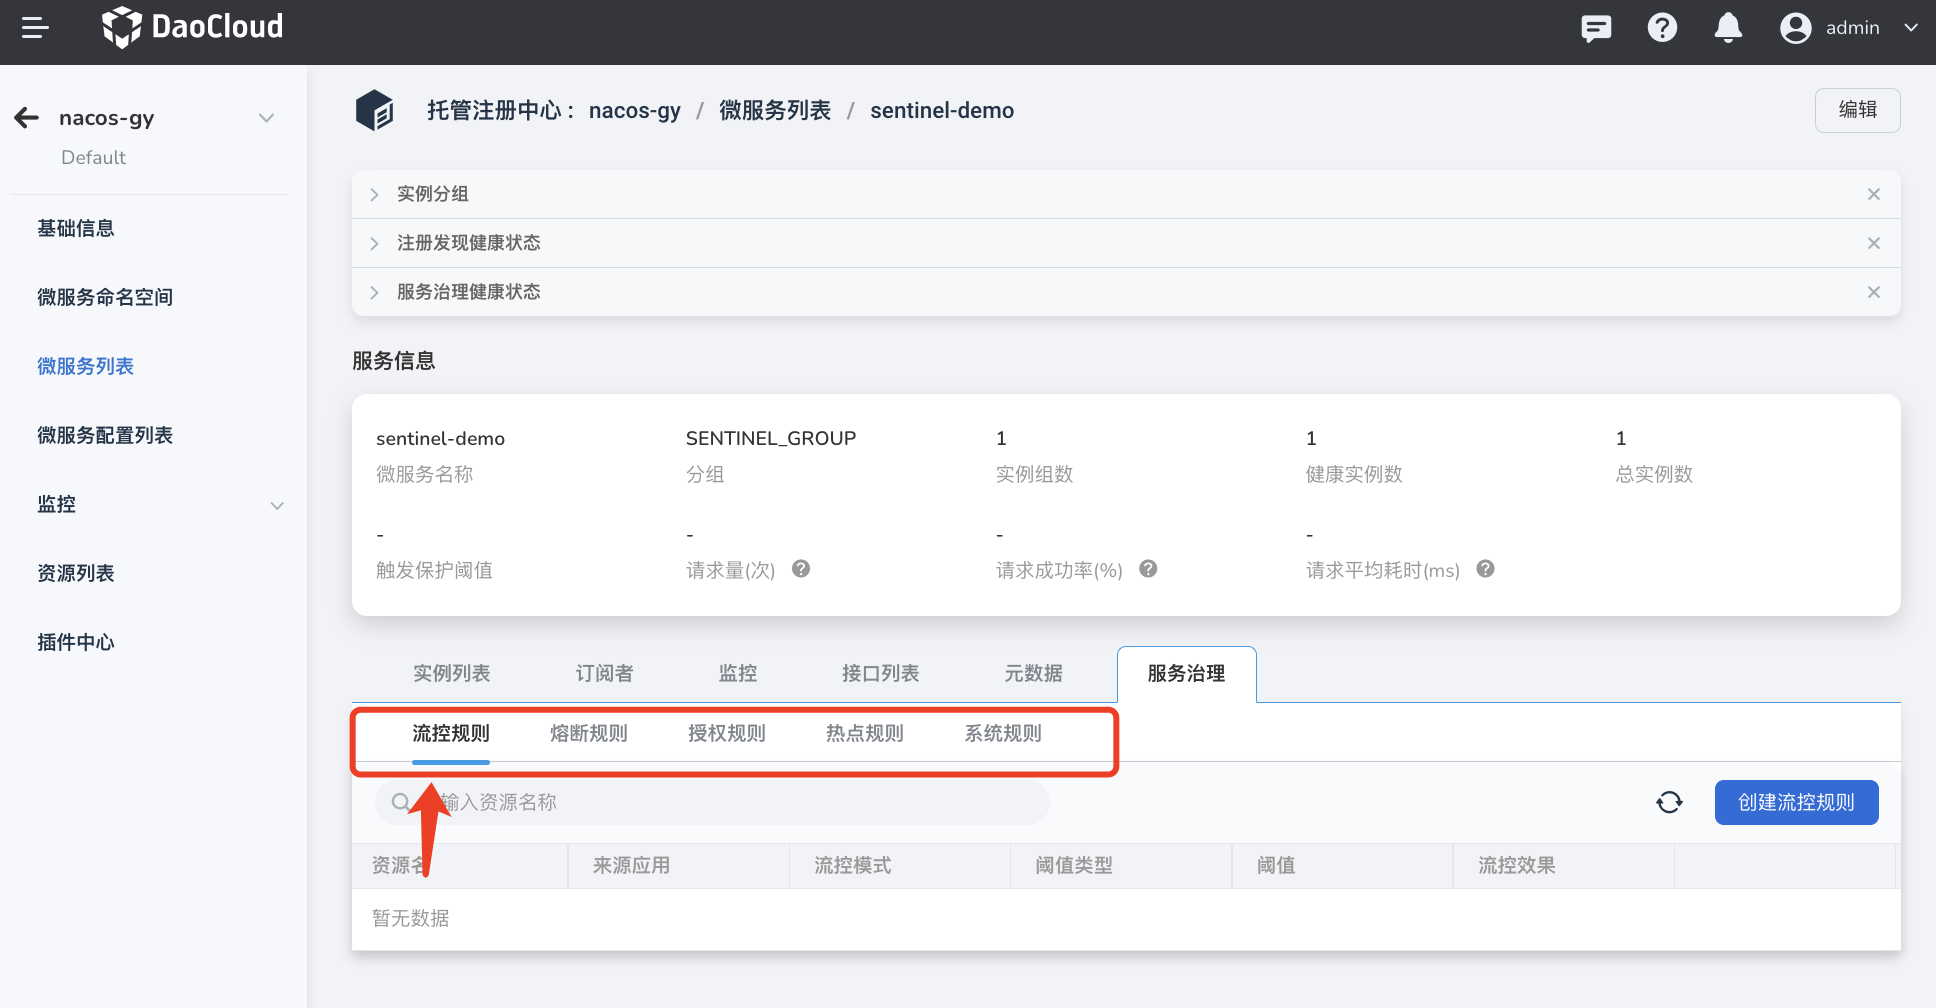 DaoCloud
admin
nacos-gy
Default
基础信息
微服务命名空间
微服务列表
微服务配置列表
监控
资源列表
插件中心
托管注册中心： nacos-gy / 微服务列表 / sentinel-demo
编辑
实例分组
注册发现健康状态
服务治理健康状态
服务信息
sentinel-demo SENTINEL_GROUP 1 1 1
微服务名称 分组 实例组数 健康实例数 总实例数
- - - -
触发保护阈值 请求量(次) 请求成功率(%) 请求平均耗时(ms)
实例列表 订阅者 监控 接口列表 元数据 服务治理
流控规则 熔断规则 授权规则 热点规则 系统规则
输入资源名称
创建流控规则
资源名 来源应用 流控模式 阈值类型 阈值 流控效果
暂无数据